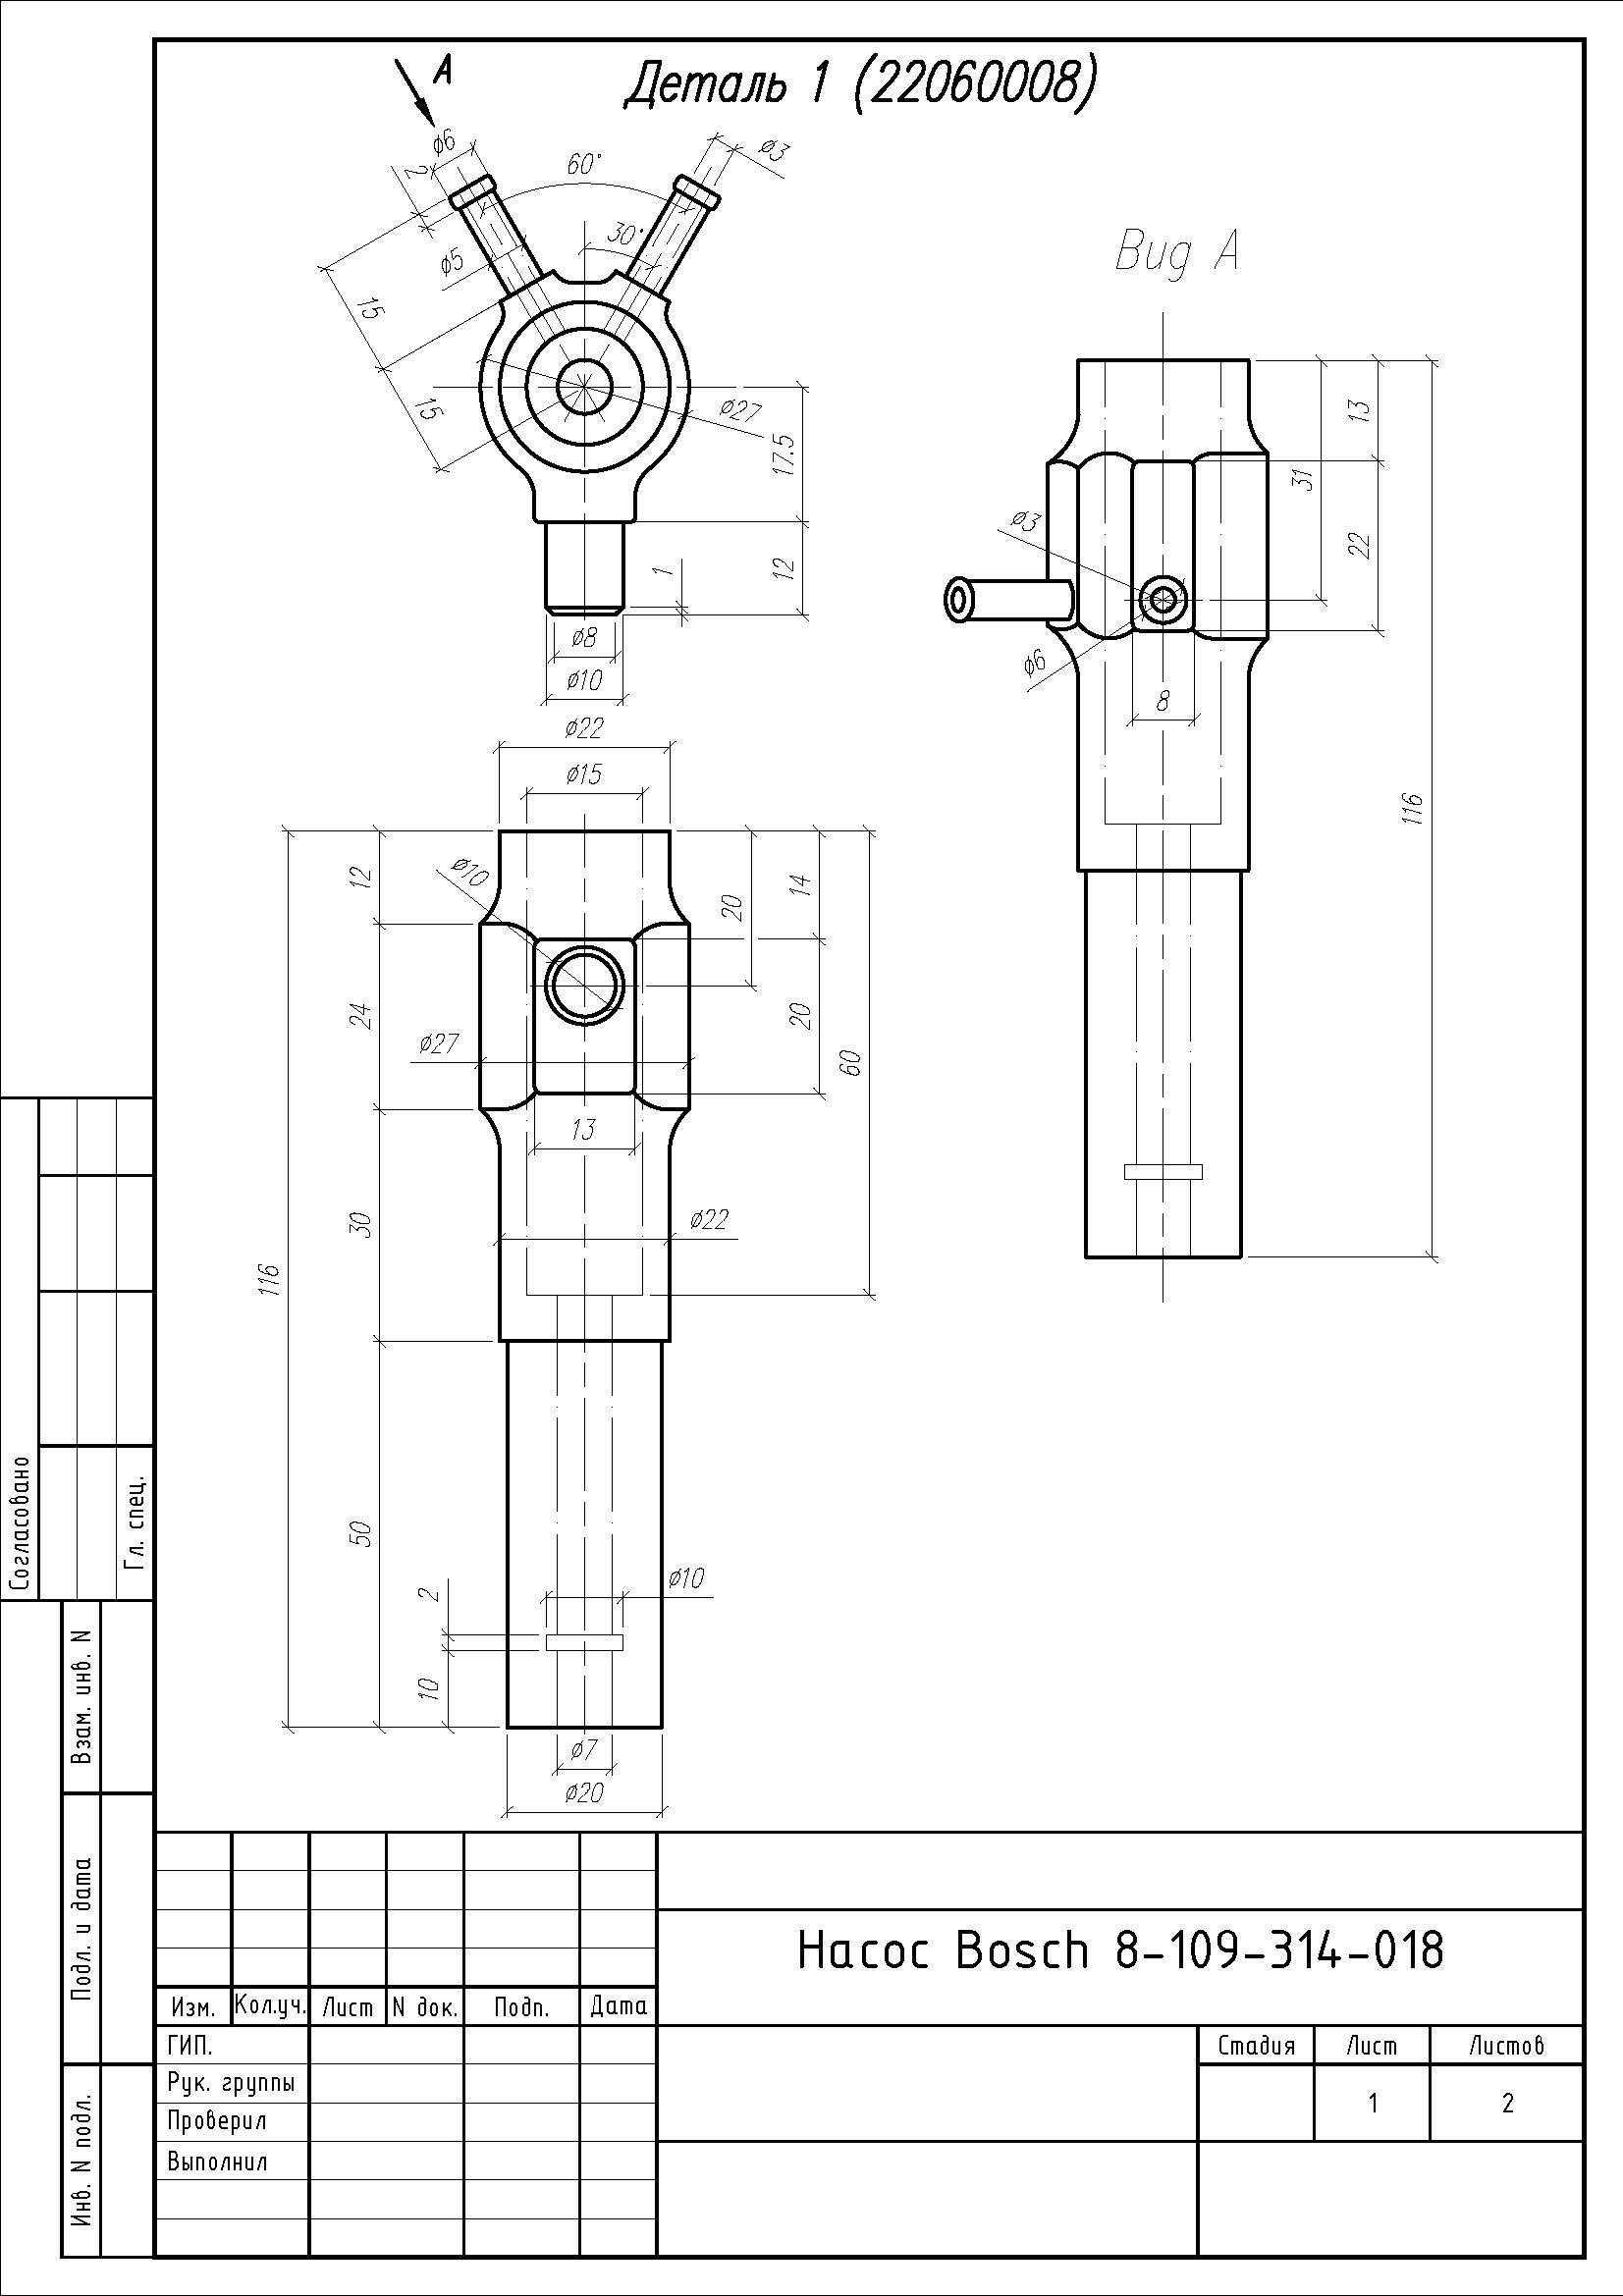 Деталь 1 (22060008)
А
ø6
2
60°
ø3
30°
ø5
15
15
ø27
17.5
12
1
ø8
ø10
Вид А
13
31
22
116
ø3
ø6
8
ø22
ø15
12
ø10
14
20
20
24
ø27
60
13
30
ø22
116
50
2
ø10
10
ø7
ø20
Согласовано
Гл. спец.
Взам. инв. N
Подл. и дата
Инв. N подл.
Насос Bosch 8-109-314-018
Изм. Кол.уч. Лист N док. Подп. Дата
ГИП. Стадия Лист Листов
Рук. группы
1 2
Проверил
Выполнил